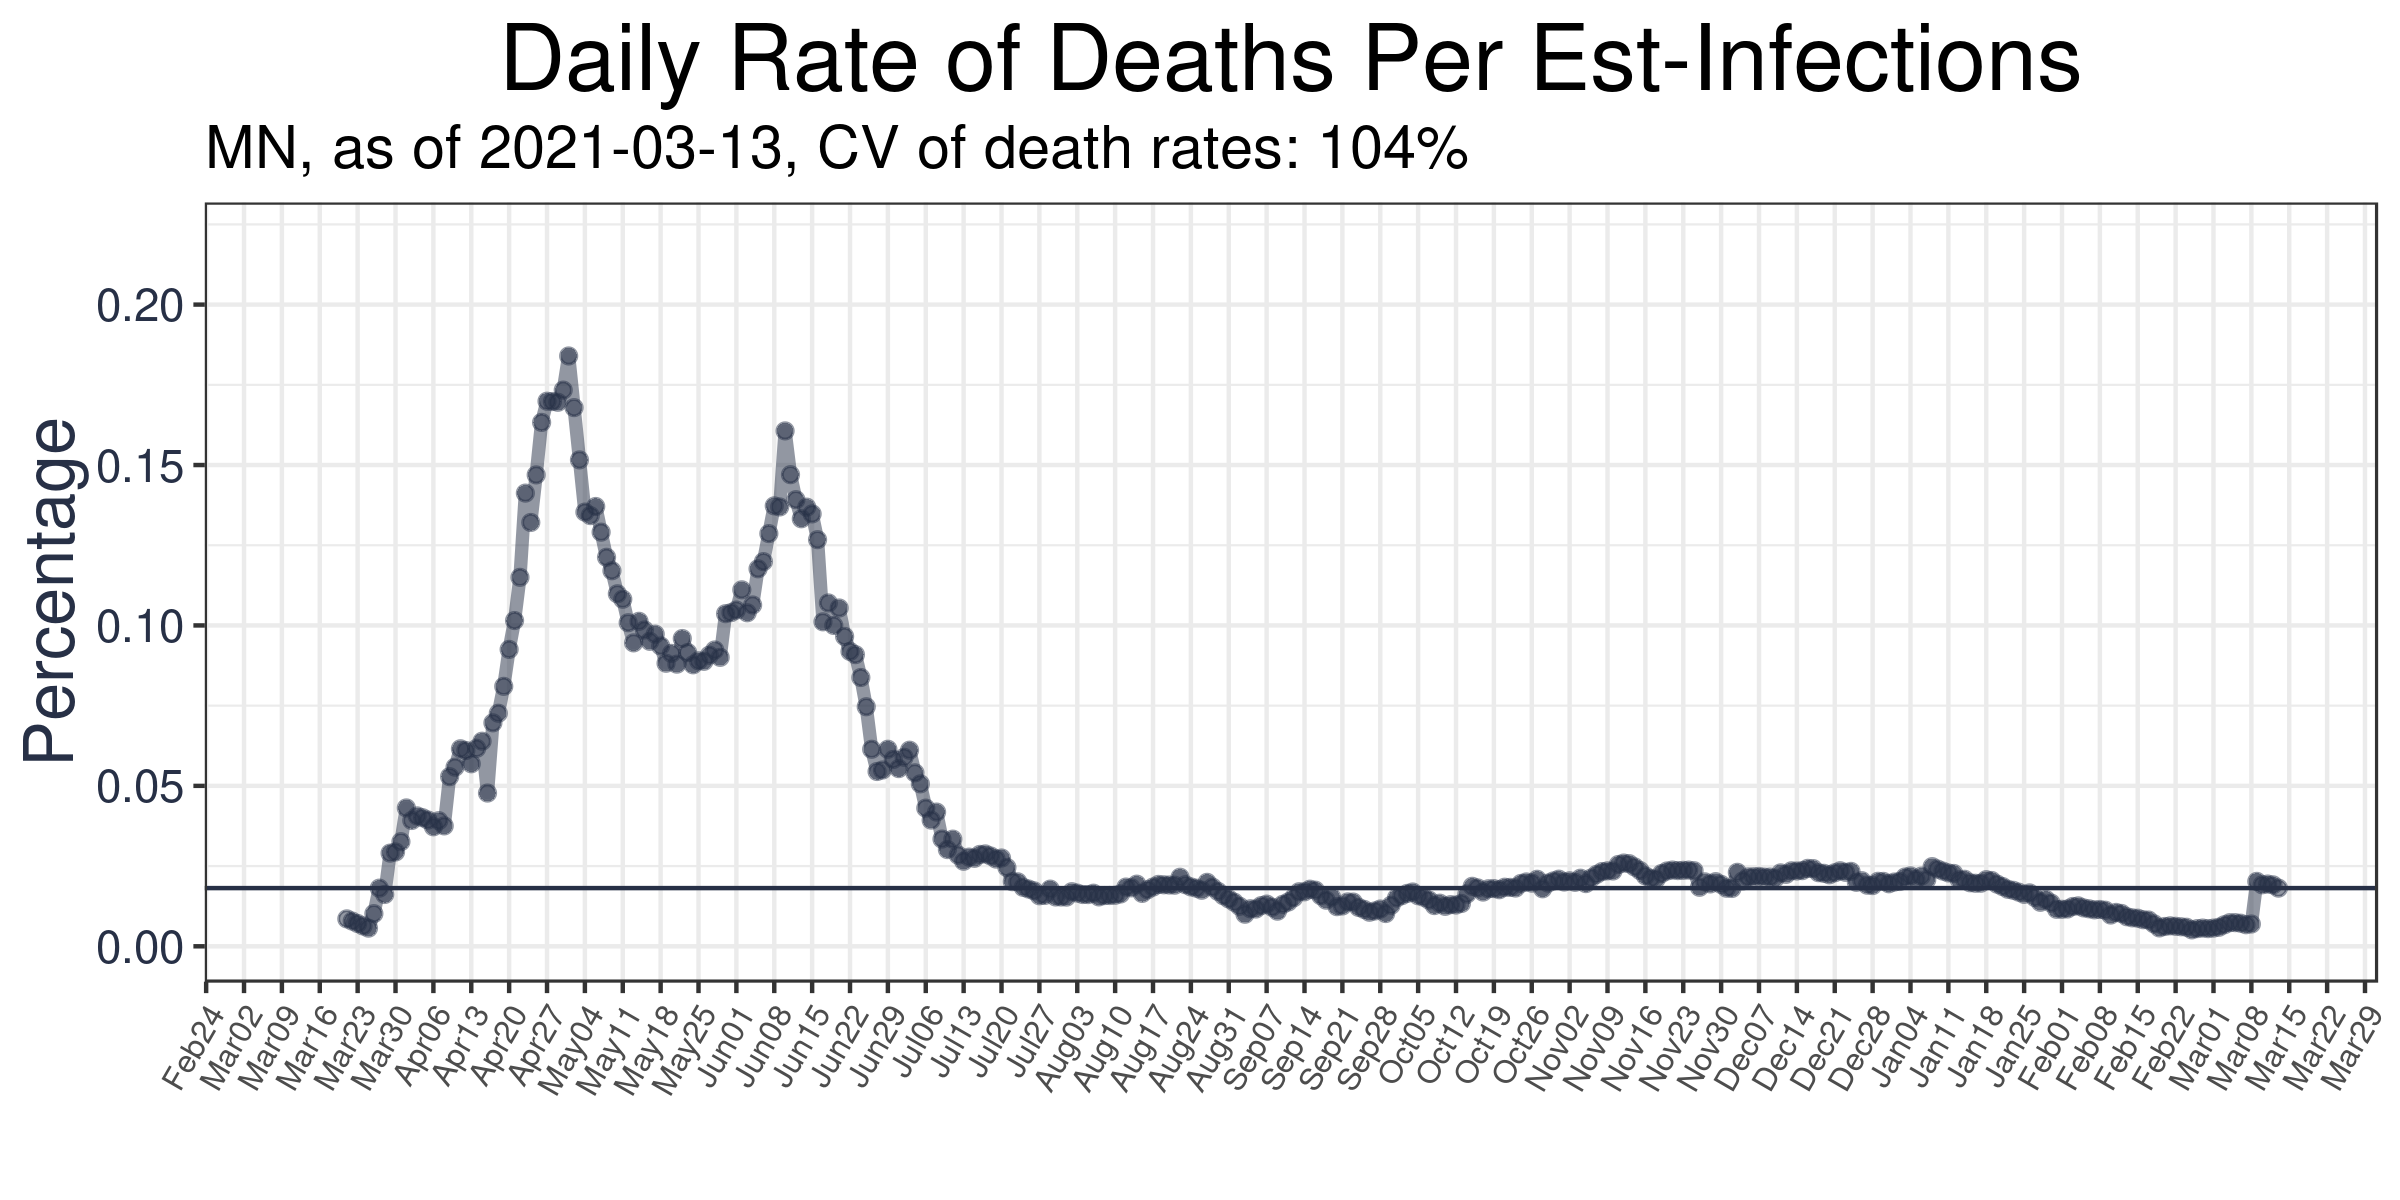 Daily Rate of Deaths Per Est-Infections
MN, as of 2021-03-13, CV of death rates: 104%
Percentage
0.20
0.15
0.10
0.05
0.00
Feb24
Mar02
Mar09
Mar16
Mar23
Mar30
Apr06
Apr13
Apr20
Apr27
May04
May11
May18
May25
Jun01
Jun08
Jun15
Jun22
Jun29
Jul06
Jul13
Jul20
Jul27
Aug03
Aug10
Aug17
Aug24
Aug31
Sep07
Sep14
Sep21
Sep28
Oct05
Oct12
Oct19
Oct26
Nov02
Nov09
Nov16
Nov23
Nov30
Dec07
Dec14
Dec21
Dec28
Jan04
Jan11
Jan18
Jan25
Feb01
Feb08
Feb15
Feb22
Mar01
Mar08
Mar15
Mar22
Mar29